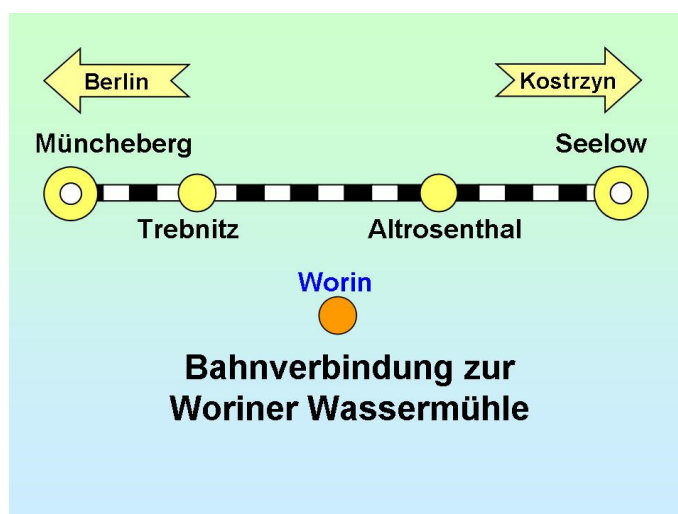 Berlin
Kostrzyn
Müncheberg
Seelow
Trebnitz
Altrosenthal
Worin
Bahnverbindung zur
Woriner Wassermühle